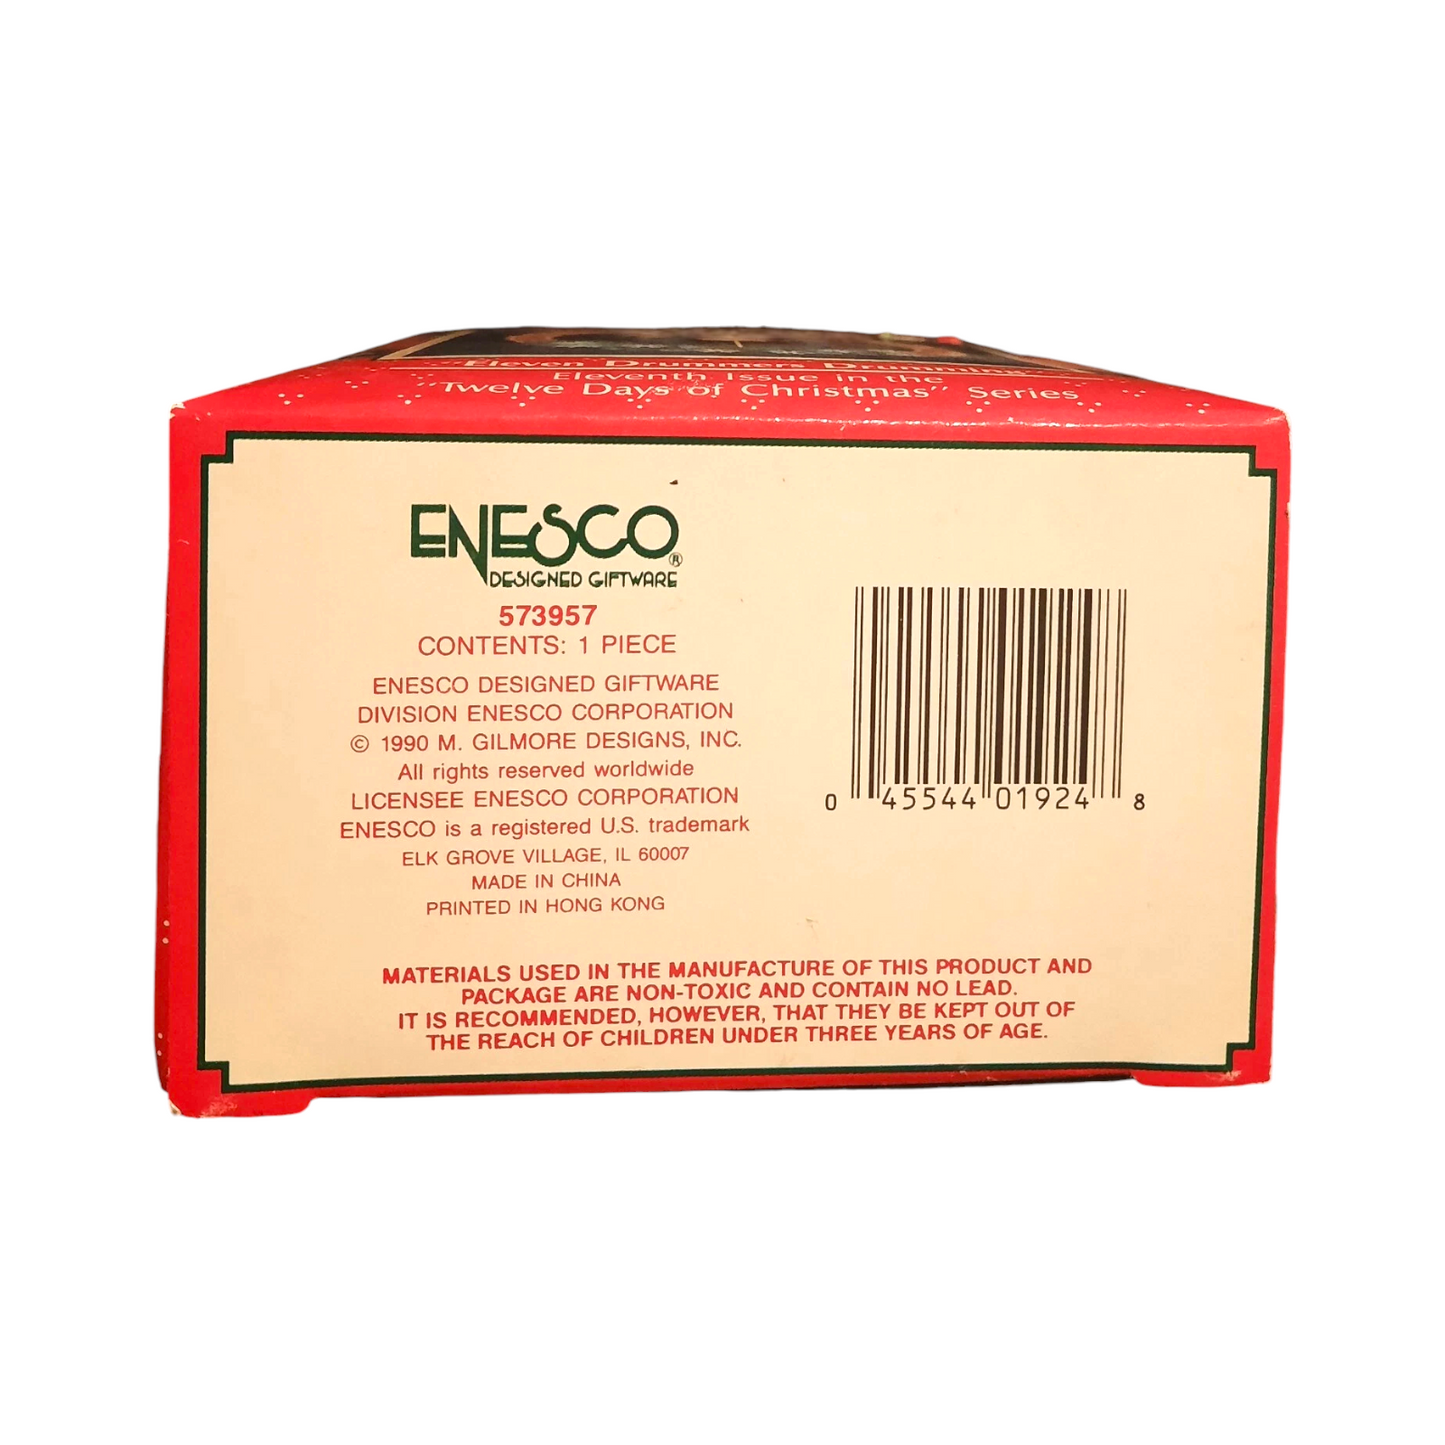 "Eleven Drummers Drumming"
Eleventh Issue in the
"Twelve Days of Christmas" Series
ENESCO®
DESIGNED GIFTWARE
573957
CONTENTS: 1 PIECE
ENESCO DESIGNED GIFTWARE
DIVISION ENESCO CORPORATION
© 1990 M. GILMORE DESIGNS, INC.
All rights reserved worldwide
LICENSEE ENESCO CORPORATION
ENESCO is a registered U.S. trademark
ELK GROVE VILLAGE, IL 60007
MADE IN CHINA
PRINTED IN HONG KONG
0 45544 01924 8
MATERIALS USED IN THE MANUFACTURE OF THIS PRODUCT AND
PACKAGE ARE NON-TOXIC AND CONTAIN NO LEAD.
IT IS RECOMMENDED, HOWEVER, THAT THEY BE KEPT OUT OF
THE REACH OF CHILDREN UNDER THREE YEARS OF AGE.